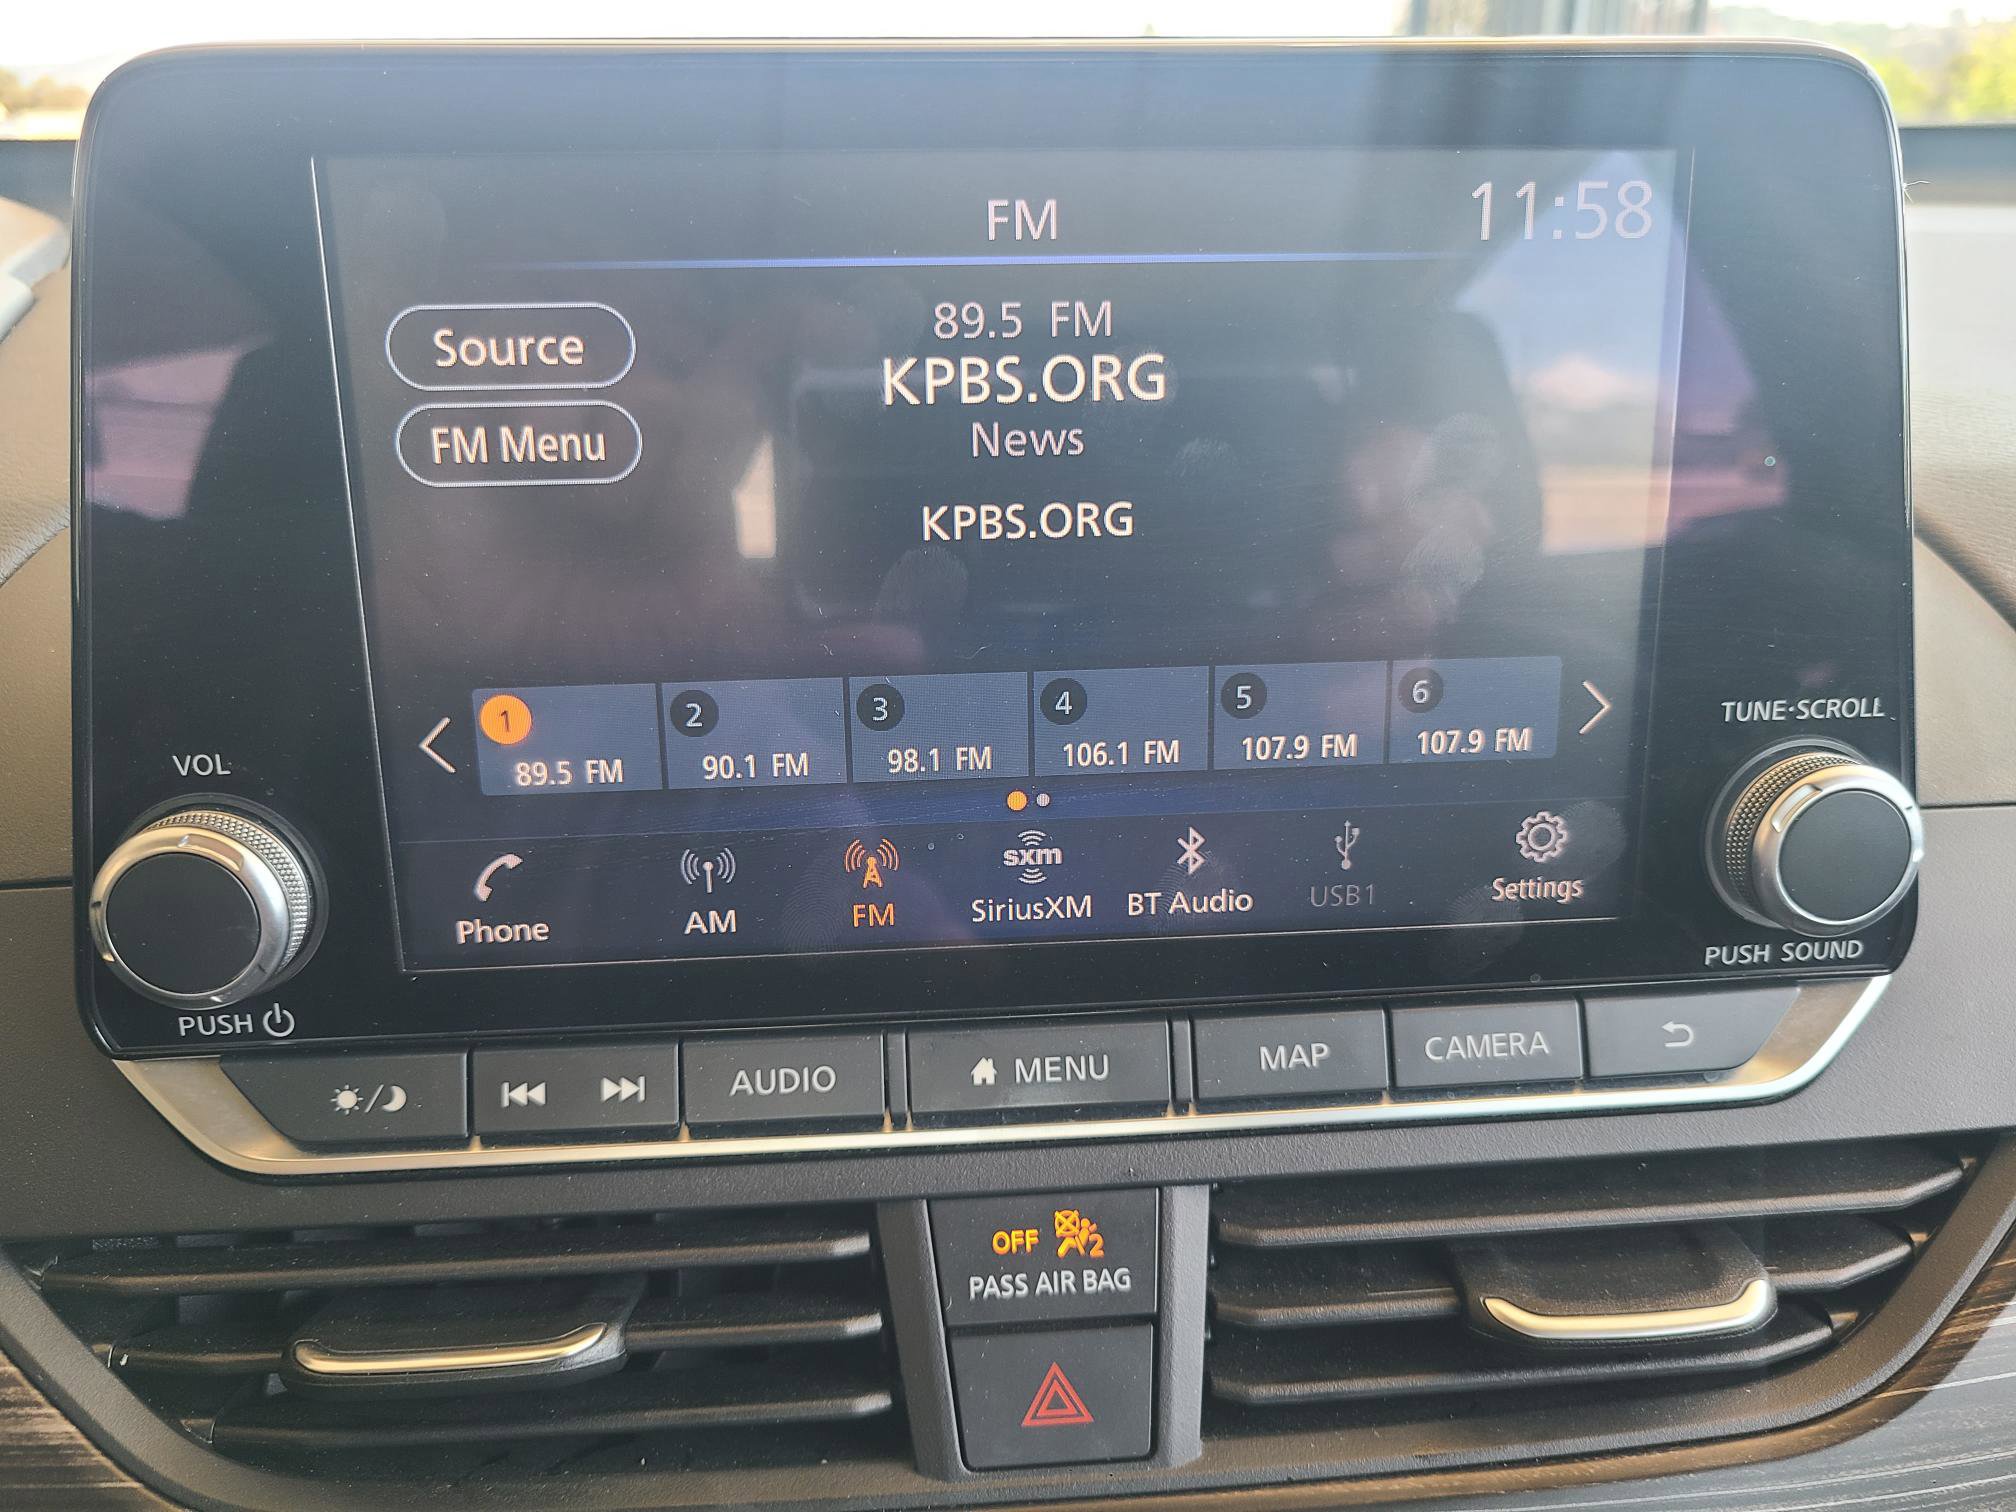 FM
11:58
Source
FM Menu
89.5 FM
KPBS.ORG
News
KPBS.ORG
1
89.5 FM
2
90.1 FM
3
98.1 FM
4
106.1 FM
5
107.9 FM
6
107.9 FM
Phone
AM
FM
sxm
SiriusXM
BT Audio
USB1
Settings
VOL
PUSH
TUNE·SCROLL
PUSH SOUND
AUDIO
MENU
MAP
CAMERA
OFF 2
PASS AIR BAG